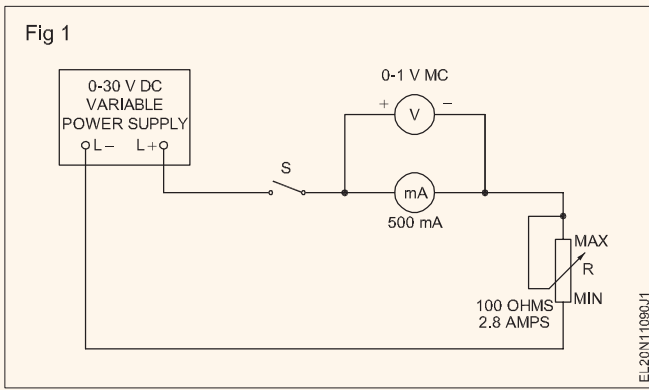 Fig 1
0-30 V DC
VARIABLE
POWER SUPPLY
L- L+
S
0-1 V MC
+ V -
mA
500 mA
MAX
R
MIN
100 OHMS
2.8 AMPS
EL20N11090J1